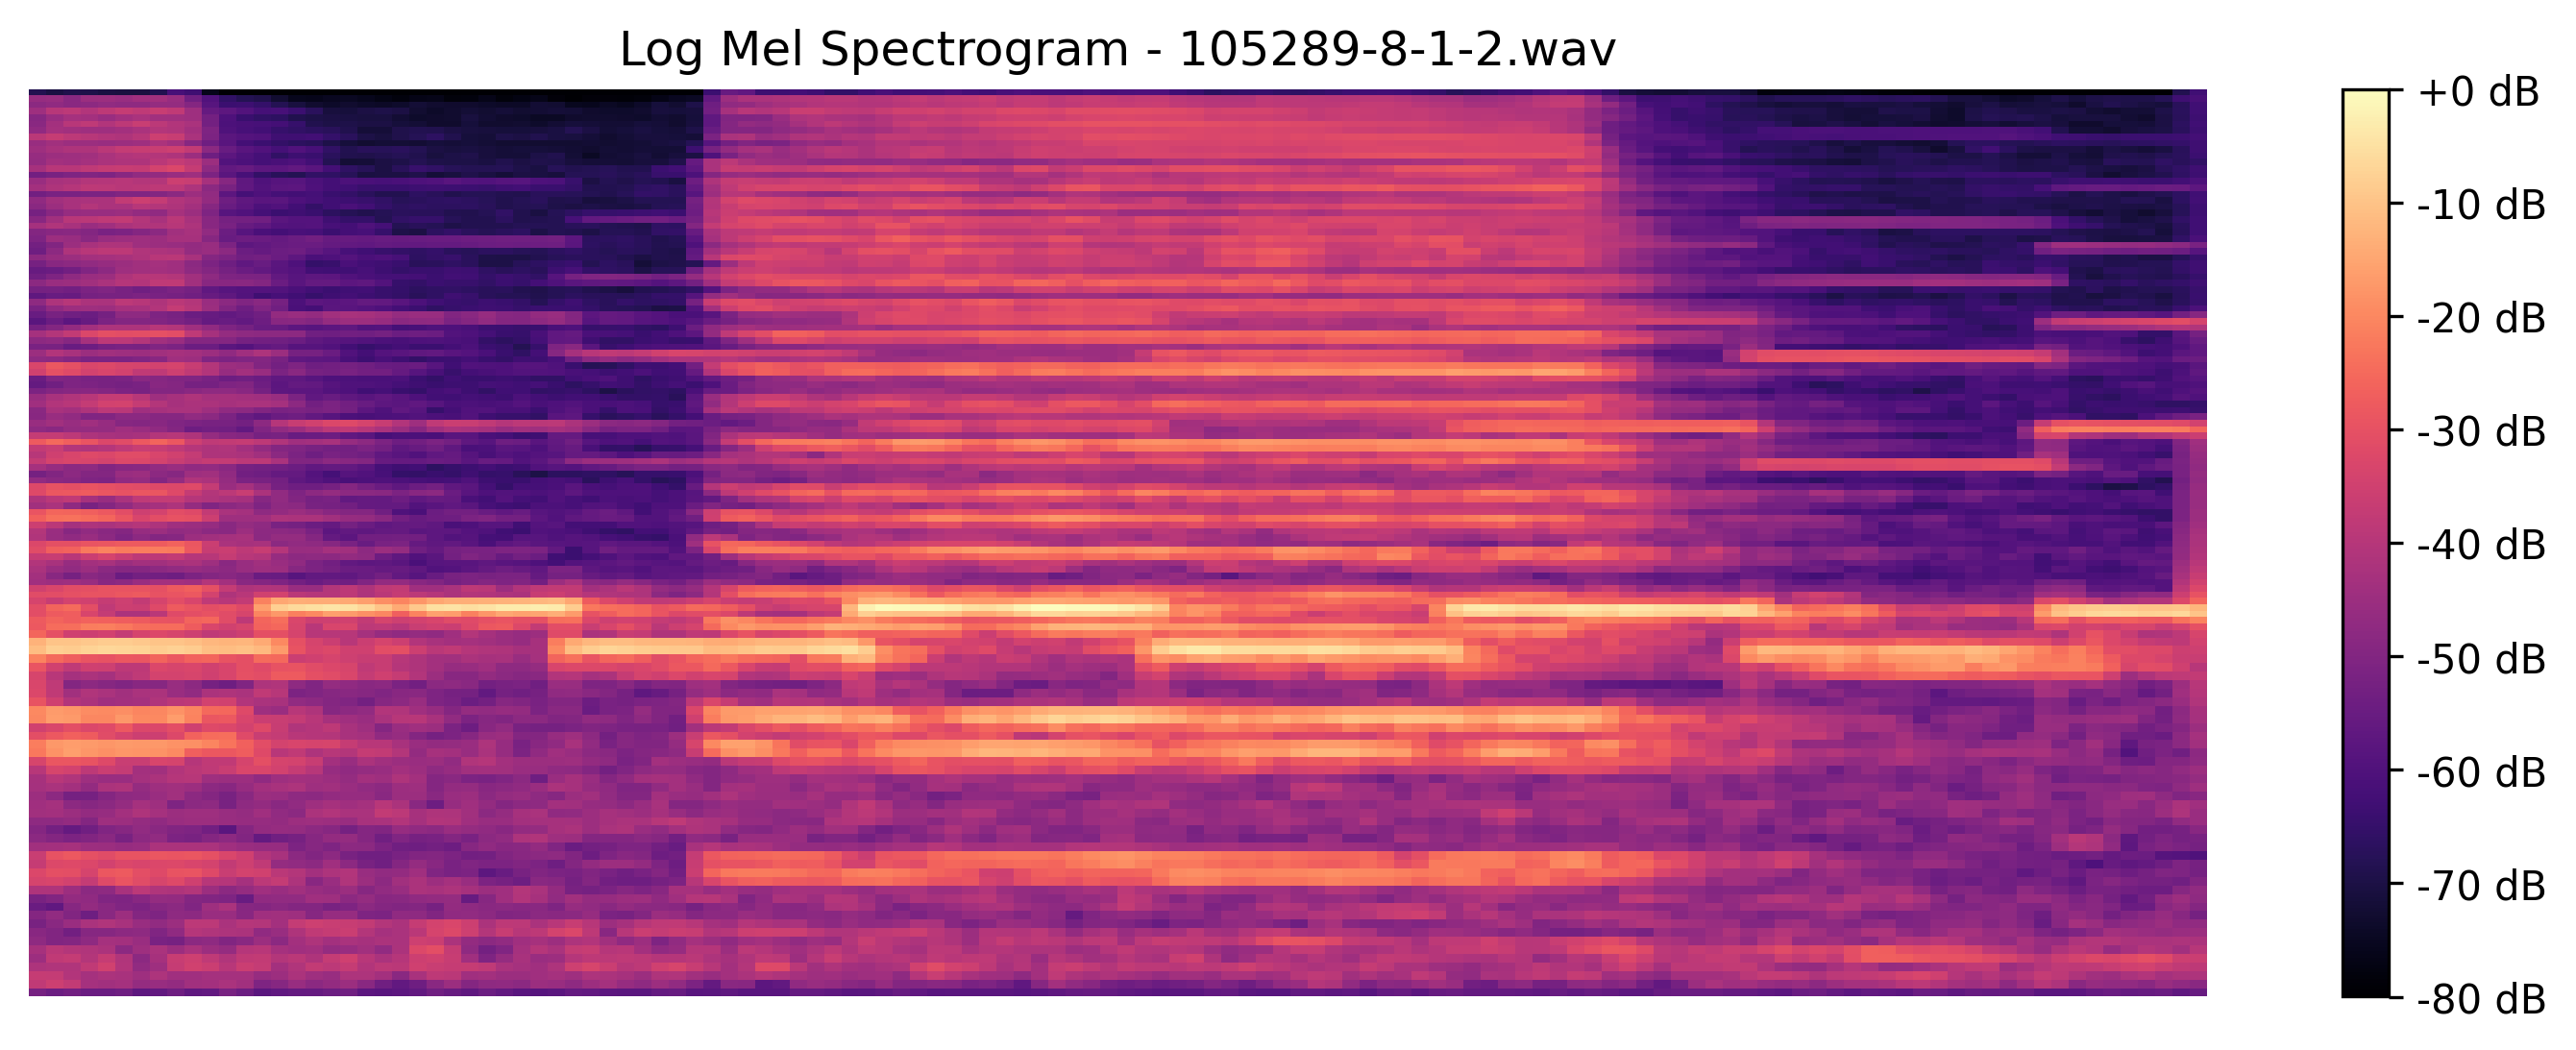 Log Mel Spectrogram - 105289-8-1-2.wav
+0 dB
-10 dB
-20 dB
-30 dB
-40 dB
-50 dB
-60 dB
-70 dB
-80 dB